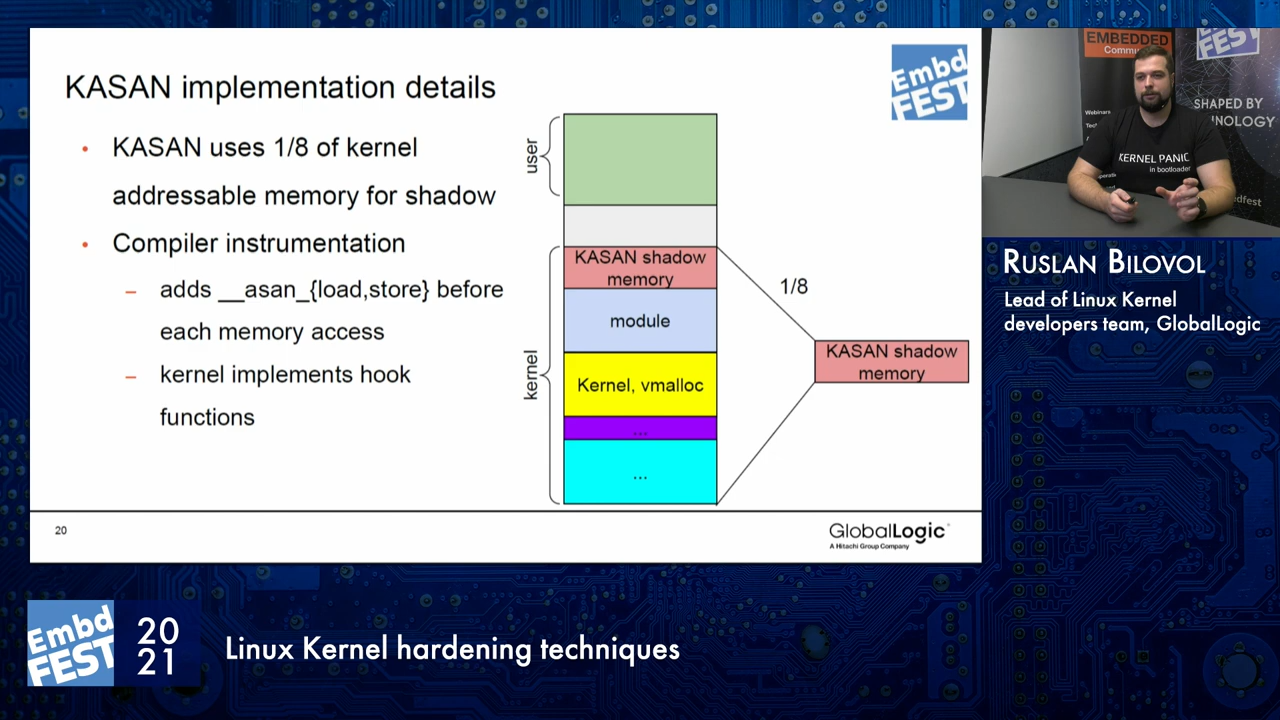 KASAN implementation details
Embd
FEST
• KASAN uses 1/8 of kernel
addressable memory for shadow
• Compiler instrumentation
– adds __asan_{load,store} before
each memory access
– kernel implements hook
functions
user
kernel
KASAN shadow
memory
module
Kernel, vmalloc
...
...
1/8
KASAN shadow
memory
20
GlobalLogic
A Hitachi Group Company
EMBEDDED
FEST
SHAPED BY
Webinars
KERNEL PANIC
in bootloader
RUSLAN BILOVOL
Lead of Linux Kernel
developers team, GlobalLogic
Embd
FEST
20
21
Linux Kernel hardening techniques